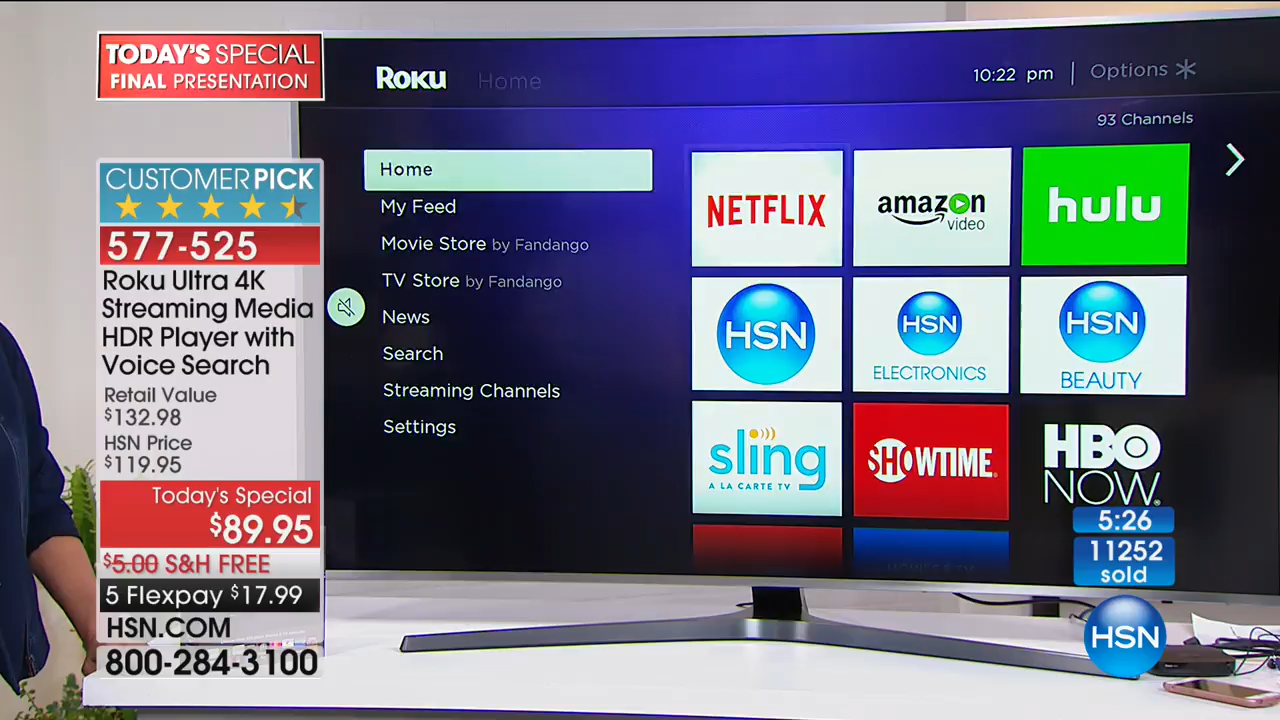 TODAY'S SPECIAL
FINAL PRESENTATION
CUSTOMER PICK
577-525
Roku Ultra 4K
Streaming Media
HDR Player with
Voice Search
Retail Value
$132.98
HSN Price
$119.95
Today's Special
$89.95
$5.00 S&H FREE
5 Flexpay $17.99
HSN.COM
800-284-3100
Roku Home
10:22 pm | Options
93 Channels
Home
My Feed
Movie Store by Fandango
TV Store by Fandango
News
Search
Streaming Channels
Settings
NETFLIX
amazon
video
hulu
HSN
HSN
ELECTRONICS
HSN
BEAUTY
sling
A LA CARTE TV
SHOWTIME
HBO
NOW.
5:26
11252
sold
HSN